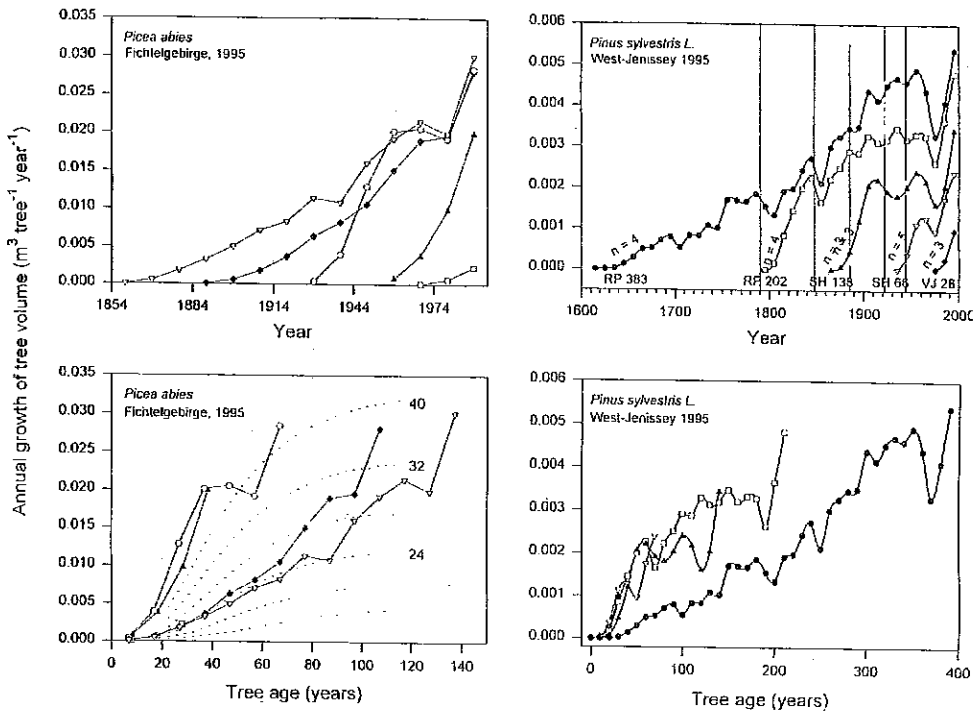 Annual growth of tree volume (m³ tree⁻¹ year⁻¹)
0.035
0.030
0.025
0.020
0.015
0.010
0.005
0.000
Picea abies
Fichtelgebirge, 1995
1854
1884
1914
1944
1974
Year
0.006
0.005
0.004
0.003
0.002
0.001
0.000
Pinus sylvestris L.
West-Jenissey 1995
n = 4
n = 4
n = 3
n = 5
n = 3
RP 383
RP 202
SH 138
SH 66
VJ 28
1600
1700
1800
1900
2000
Year
0.035
0.030
0.025
0.020
0.015
0.010
0.005
0.000
Picea abies
Fichtelgebirge, 1995
40
32
24
0
20
40
60
80
100
120
140
Tree age (years)
0.006
0.005
0.004
0.003
0.002
0.001
0.000
Pinus sylvestris L.
West-Jenissey 1995
0
100
200
300
400
Tree age (years)